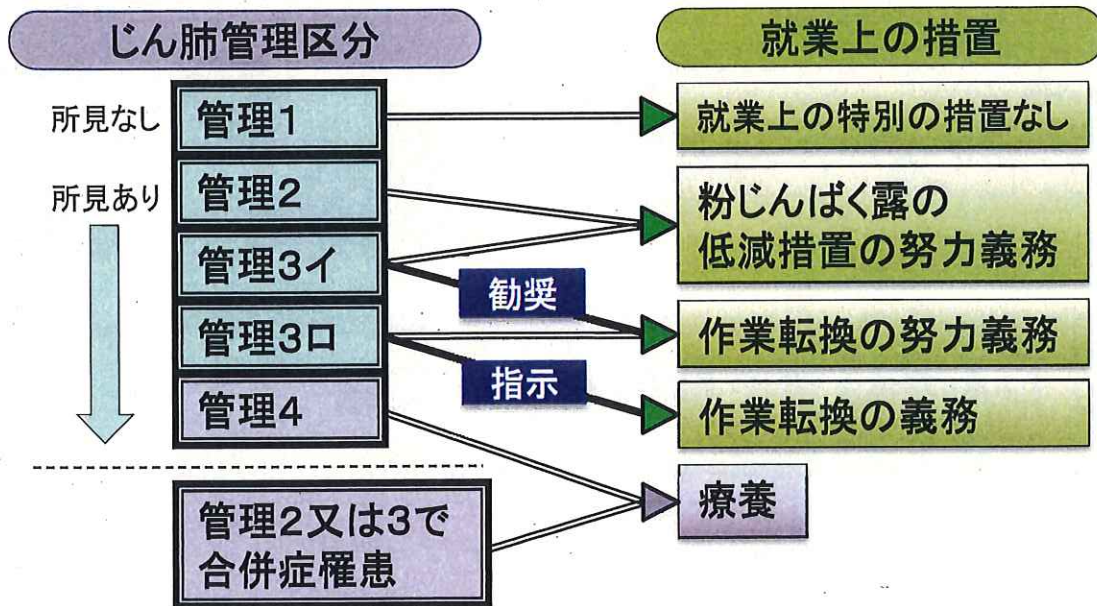 じん肺管理区分
就業上の措置
所見なし
管理1
就業上の特別の措置なし
所見あり
管理2
粉じんばく露の
低減措置の努力義務
管理3イ
勧奨
管理3ロ
作業転換の努力義務
指示
管理4
作業転換の義務
療養
管理2又は3で
合併症罹患